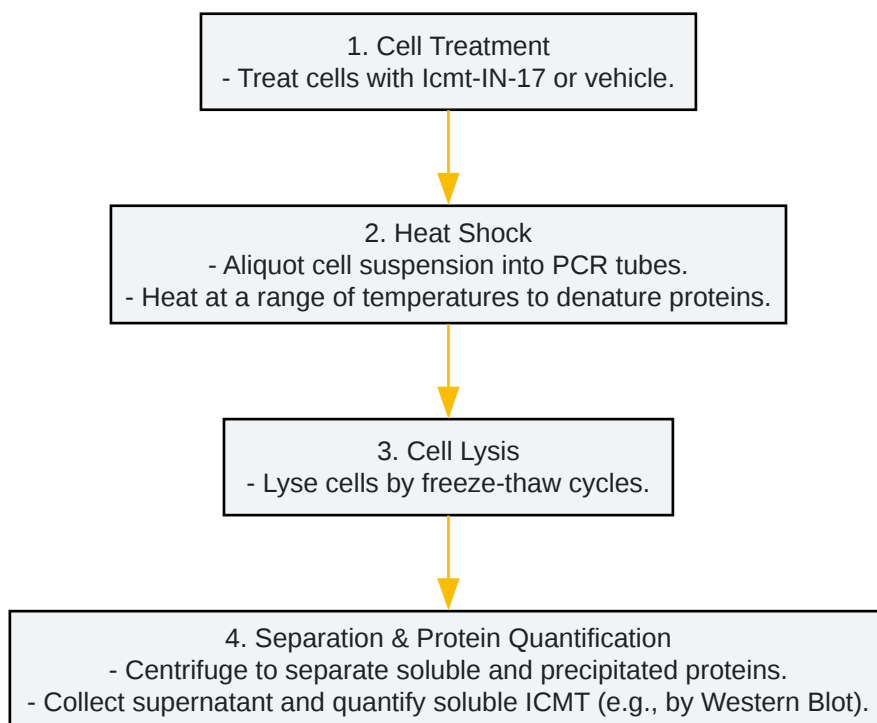 1. Cell Treatment
- Treat cells with Icmt-IN-17 or vehicle.
2. Heat Shock
- Aliquot cell suspension into PCR tubes.
- Heat at a range of temperatures to denature proteins.
3. Cell Lysis
- Lyse cells by freeze-thaw cycles.
4. Separation & Protein Quantification
- Centrifuge to separate soluble and precipitated proteins.
- Collect supernatant and quantify soluble ICMT (e.g., by Western Blot).